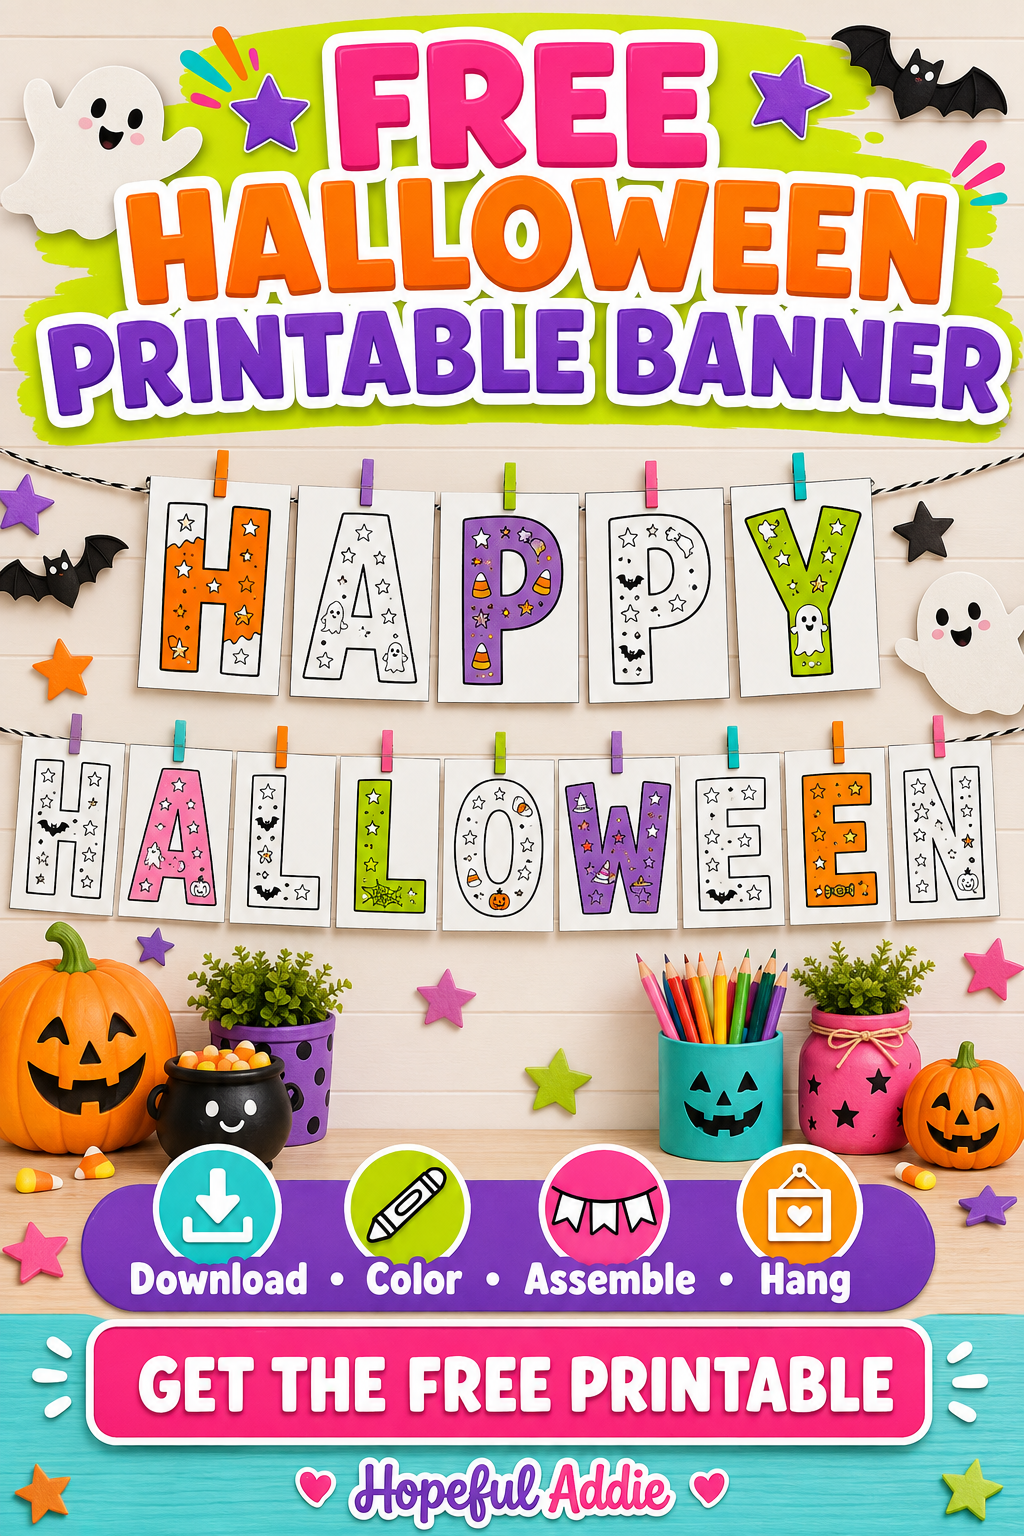 FREE
HALLOWEEN
PRINTABLE BANNER
HAPPY
HALLOWEEN
Download • Color • Assemble • Hang
GET THE FREE PRINTABLE
Hopeful Addie